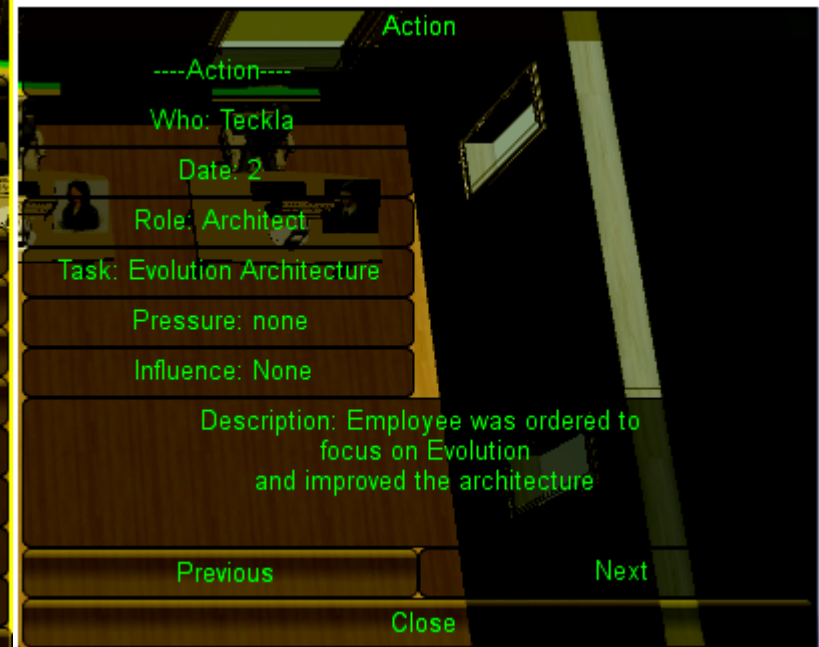 Action
----Action----
Who: Teckla
Date: 2
Role: Architect
Task: Evolution Architecture
Pressure: none
Influence: None
Description: Employee was ordered to
focus on Evolution
and improved the architecture
Previous
Next
Close